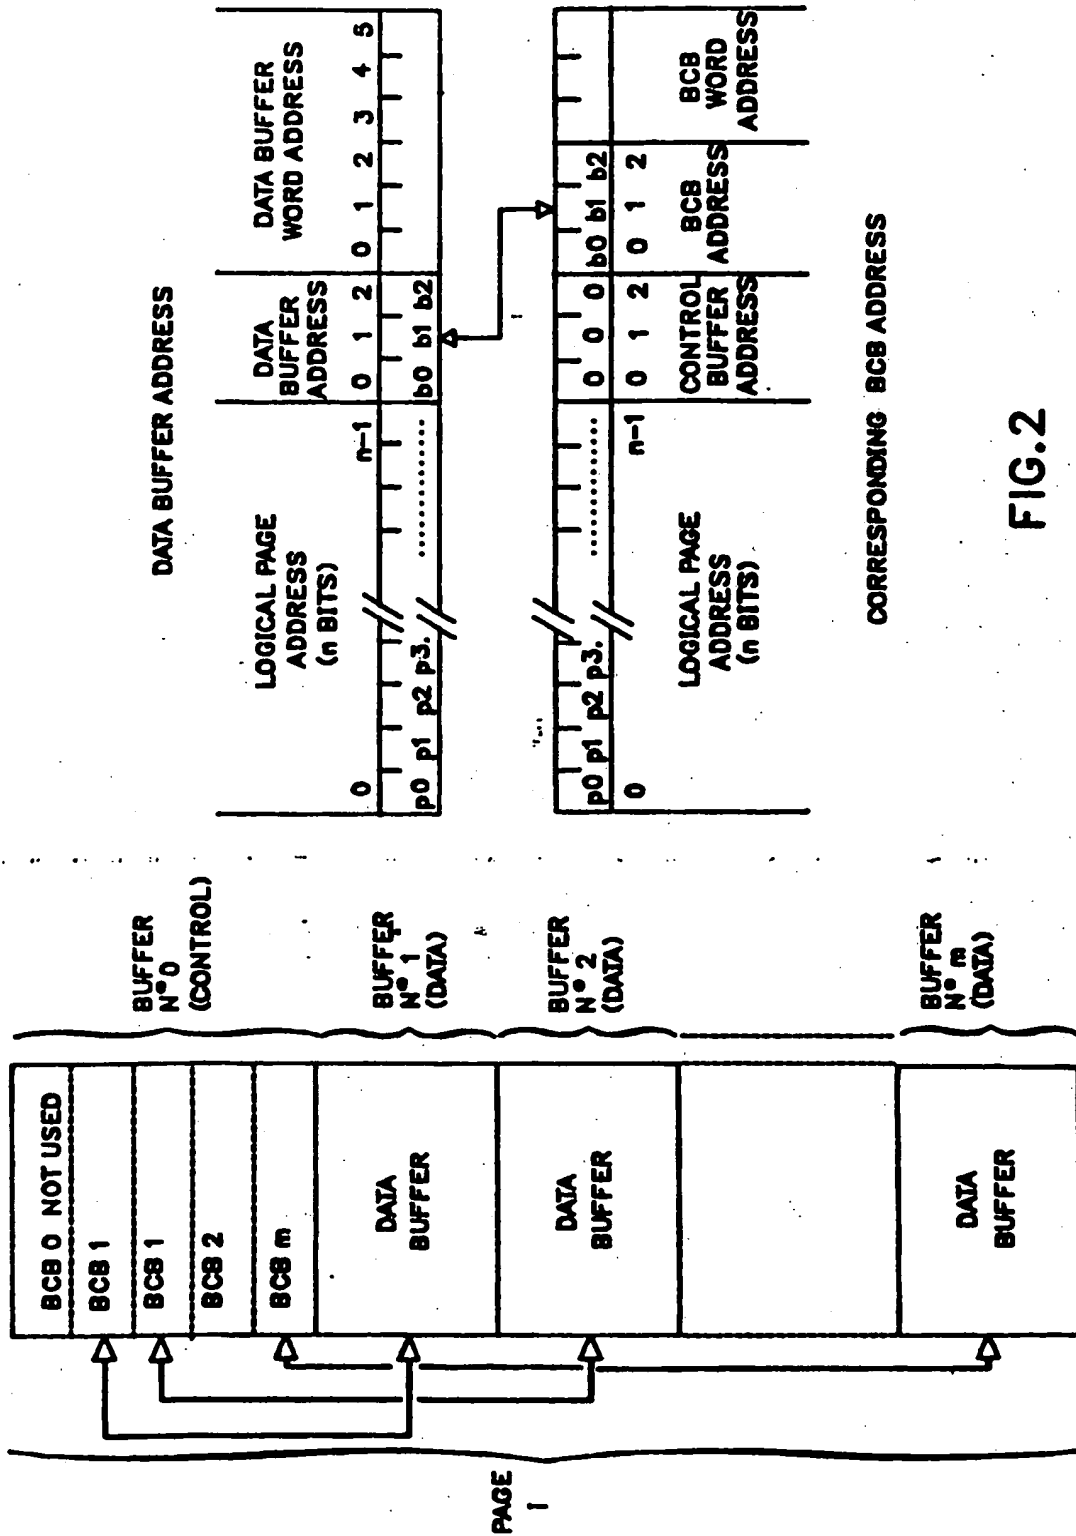 DATA BUFFER ADDRESS
LOGICAL PAGE
ADDRESS
(n BITS)
DATA
BUFFER
ADDRESS
DATA BUFFER
WORD ADDRESS
0 n-1 0 1 2 0 1 2 3 4 5
p0 p1 p2 p3. ........... b0 b1 b2
p0 p1 p2 p3. ........... 0 0 0 b0 b1 b2
0 n-1 0 1 2 0 1 2
LOGICAL PAGE
ADDRESS
(n BITS)
CONTROL
BUFFER
ADDRESS
BCB
ADDRESS
BCB
WORD
ADDRESS
CORRESPONDING BCB ADDRESS
PAGE
1
BCB 0 NOT USED
BCB 1
BCB 1
BCB 2
BCB m
DATA
BUFFER
DATA
BUFFER
DATA
BUFFER
BUFFER
N° 0
(CONTROL)
BUFFER
N° 1
(DATA)
BUFFER
N° 2
(DATA)
BUFFER
N° m
(DATA)
FIG.2